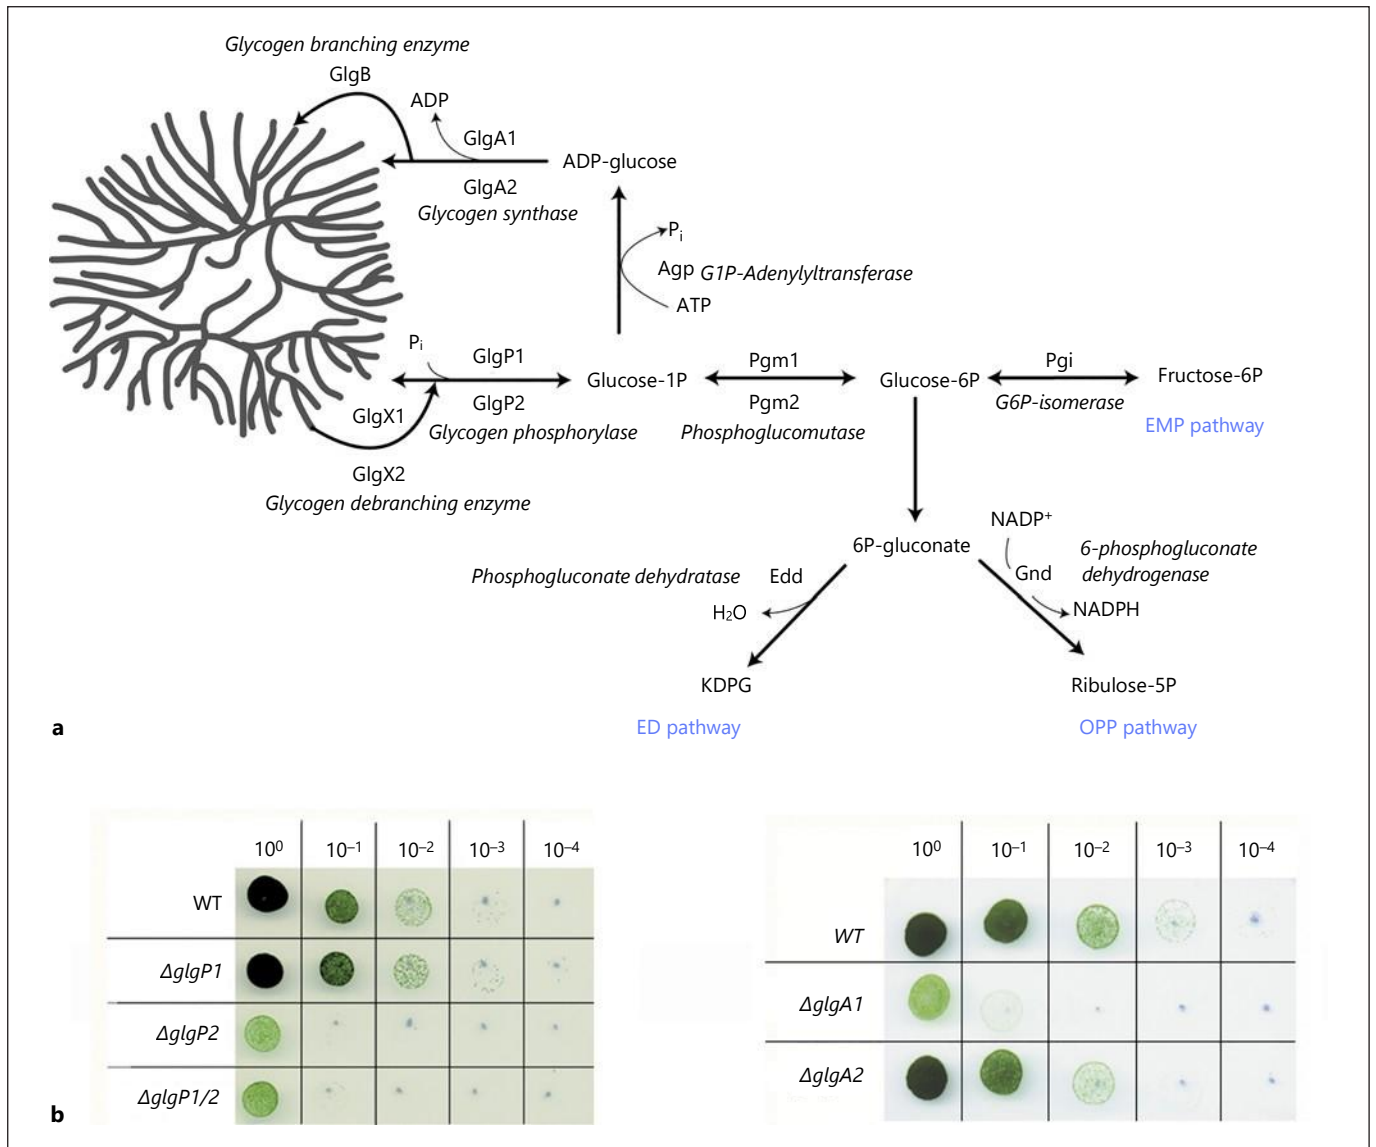 Glycogen branching enzyme
GlgB
ADP
GlgA1
ADP-glucose
GlgA2
Glycogen synthase
Pi
Agp G1P-Adenylyltransferase
ATP
Pi
GlgP1
Glucose-1P
Pgm1
Glucose-6P
Pgi
Fructose-6P
GlgX1
GlgP2
Glycogen phosphorylase
Pgm2
Phosphoglucomutase
G6P-isomerase
EMP pathway
GlgX2
Glycogen debranching enzyme
NADP⁺
6P-gluconate
6-phosphogluconate
dehydrogenase
Phosphogluconate dehydratase
Edd
Gnd
H₂O
NADPH
KDPG
Ribulose-5P
a
ED pathway
OPP pathway
10⁰ 10⁻¹ 10⁻² 10⁻³ 10⁻⁴
WT
ΔglgP1
ΔglgP2
ΔglgP1/2
b
10⁰ 10⁻¹ 10⁻² 10⁻³ 10⁻⁴
WT
ΔglgA1
ΔglgA2